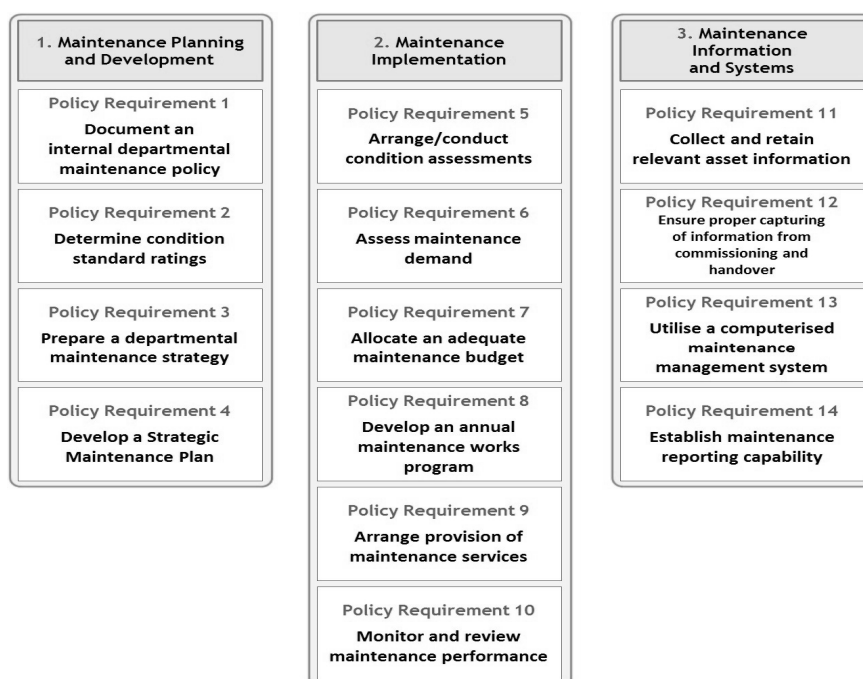 1. Maintenance Planning
and Development
Policy Requirement 1
Document an
internal departmental
maintenance policy
Policy Requirement 2
Determine condition
standard ratings
Policy Requirement 3
Prepare a departmental
maintenance strategy
Policy Requirement 4
Develop a Strategic
Maintenance Plan
2. Maintenance
Implementation
Policy Requirement 5
Arrange/conduct
condition assessments
Policy Requirement 6
Assess maintenance
demand
Policy Requirement 7
Allocate an adequate
maintenance budget
Policy Requirement 8
Develop an annual
maintenance works
program
Policy Requirement 9
Arrange provision of
maintenance services
Policy Requirement 10
Monitor and review
maintenance performance
3. Maintenance
Information
and Systems
Policy Requirement 11
Collect and retain
relevant asset information
Policy Requirement 12
Ensure proper capturing
of information from
commissioning and
handover
Policy Requirement 13
Utilise a computerised
maintenance
management system
Policy Requirement 14
Establish maintenance
reporting capability